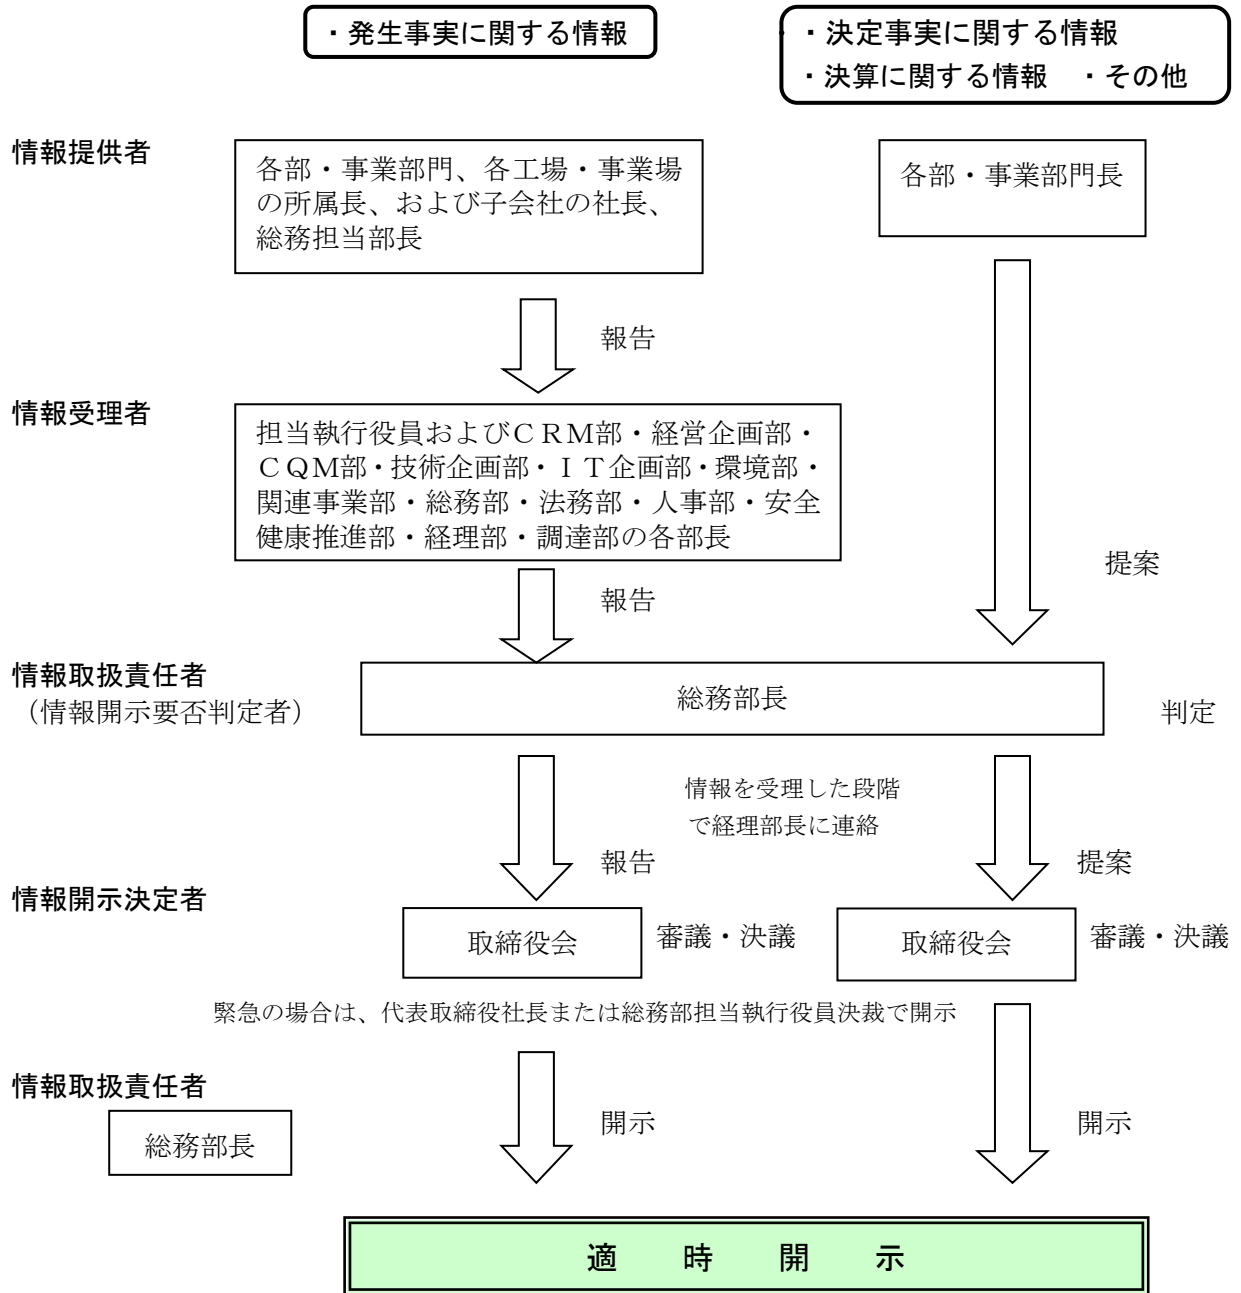 ・発生事実に関する情報
・決定事実に関する情報
・決算に関する情報　・その他
情報提供者
各部・事業部門、各工場・事業場
の所属長、および子会社の社長、
総務担当部長
各部・事業部門長
報告
情報受理者
担当執行役員およびＣＲＭ部・経営企画部・
ＣＱＭ部・技術企画部・ＩＴ企画部・環境部・
関連事業部・総務部・法務部・人事部・安全
健康推進部・経理部・調達部の各部長
提案
報告
情報取扱責任者
（情報開示要否判定者）
総務部長
判定
情報を受理した段階
で経理部長に連絡
報告
提案
情報開示決定者
取締役会
審議・決議
取締役会
審議・決議
緊急の場合は、代表取締役社長または総務部担当執行役員決裁で開示
情報取扱責任者
総務部長
開示
開示
適　時　開　示